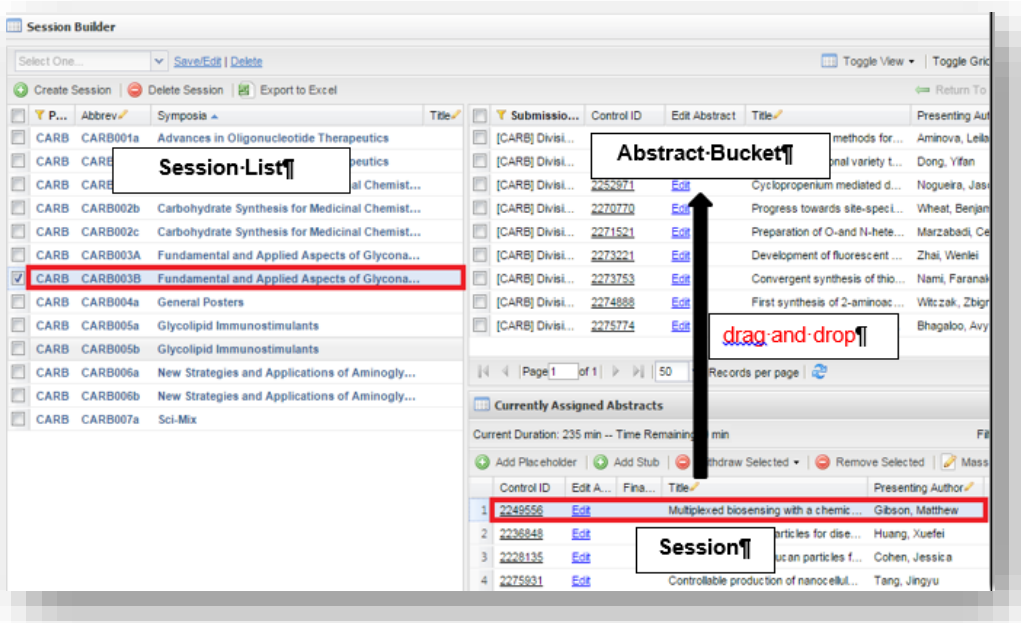 Session Builder
Select One... Save/Edit | Delete Toggle View Toggle Grid
Create Session Delete Session Export to Excel Return To
P... Abbrev Symposia Title
CARB CARB001a Advances in Oligonucleotide Therapeutics
CARB CARB peutics
CARB CARB al Chemist...
CARB CARB002b Carbohydrate Synthesis for Medicinal Chemist...
CARB CARB002c Carbohydrate Synthesis for Medicinal Chemist...
CARB CARB003A Fundamental and Applied Aspects of Glycona...
CARB CARB003B Fundamental and Applied Aspects of Glycona...
CARB CARB004a General Posters
CARB CARB005a Glycolipid Immunostimulants
CARB CARB005b Glycolipid Immunostimulants
CARB CARB006a New Strategies and Applications of Aminogly...
CARB CARB006b New Strategies and Applications of Aminogly...
CARB CARB007a Sci-Mix
Session·List¶
Submissio... Control ID Edit Abstract Title Presenting Aut
[CARB] Divisi... methods for... Aminova, Leila
[CARB] Divisi... onal variety t... Dong, Yifan
[CARB] Divisi... 2252971 Edit Cyclopropenium mediated d... Nogueira, Jaso
[CARB] Divisi... 2270770 Edit Progress towards site-speci... Wheat, Benjam
[CARB] Divisi... 2271521 Edit Preparation of O-and N-hete... Marzabadi, Ce
[CARB] Divisi... 2273221 Edit Development of fluorescent ... Zhai, Wenlei
[CARB] Divisi... 2273753 Edit Convergent synthesis of thio... Nami, Faranak
[CARB] Divisi... 2274888 Edit First synthesis of 2-aminoac... Witczak, Zbigr
[CARB] Divisi... 2275774 Edit Bhagaloo, Avy
Abstract·Bucket¶
drag·and·drop¶
Page 1 of 1 50 Records per page
Currently Assigned Abstracts
Current Duration: 235 min -- Time Remaining min Fi
Add Placeholder Add Stub thdraw Selected Remove Selected Mass
Control ID Edit A... Fina... Title Presenting Author
1 2249556 Edit Multiplexed biosensing with a chemic... Gibson, Matthew
2 2236848 Edit articles for dise... Huang, Xuefei
3 2228135 Edit ucan particles f... Cohen, Jessica
4 2275931 Edit Controllable production of nanocellul... Tang, Jingyu
Session¶